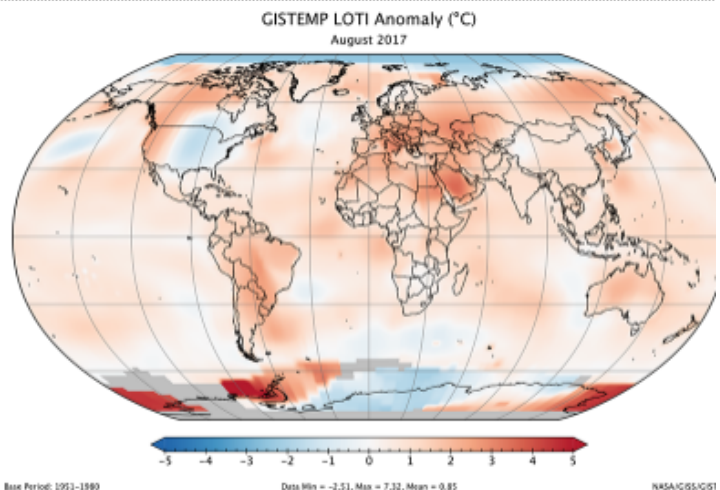 GISTEMP LOTI Anomaly (°C)
August 2017
-5 -4 -3 -2 -1 0 1 2 3 4 5
Base Period: 1951-1980 Data Min = -2.51, Max = 7.32, Mean = 0.85 NASA/GISS/GIST